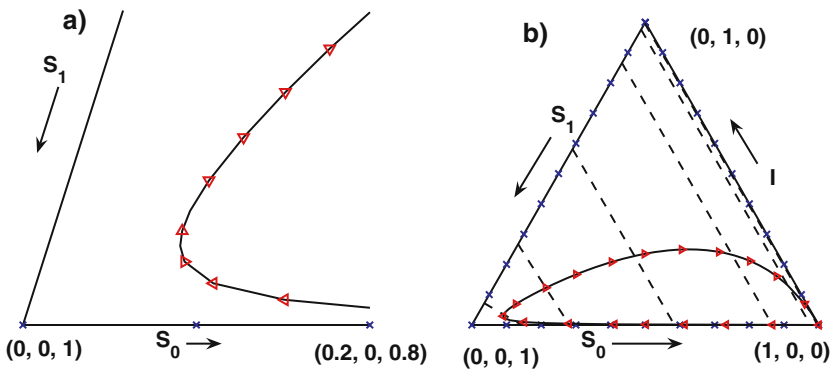 a)
S1
(0, 0, 1)
S0
(0.2, 0, 0.8)
b)
(0, 1, 0)
S1
I
(0, 0, 1)
S0
(1, 0, 0)